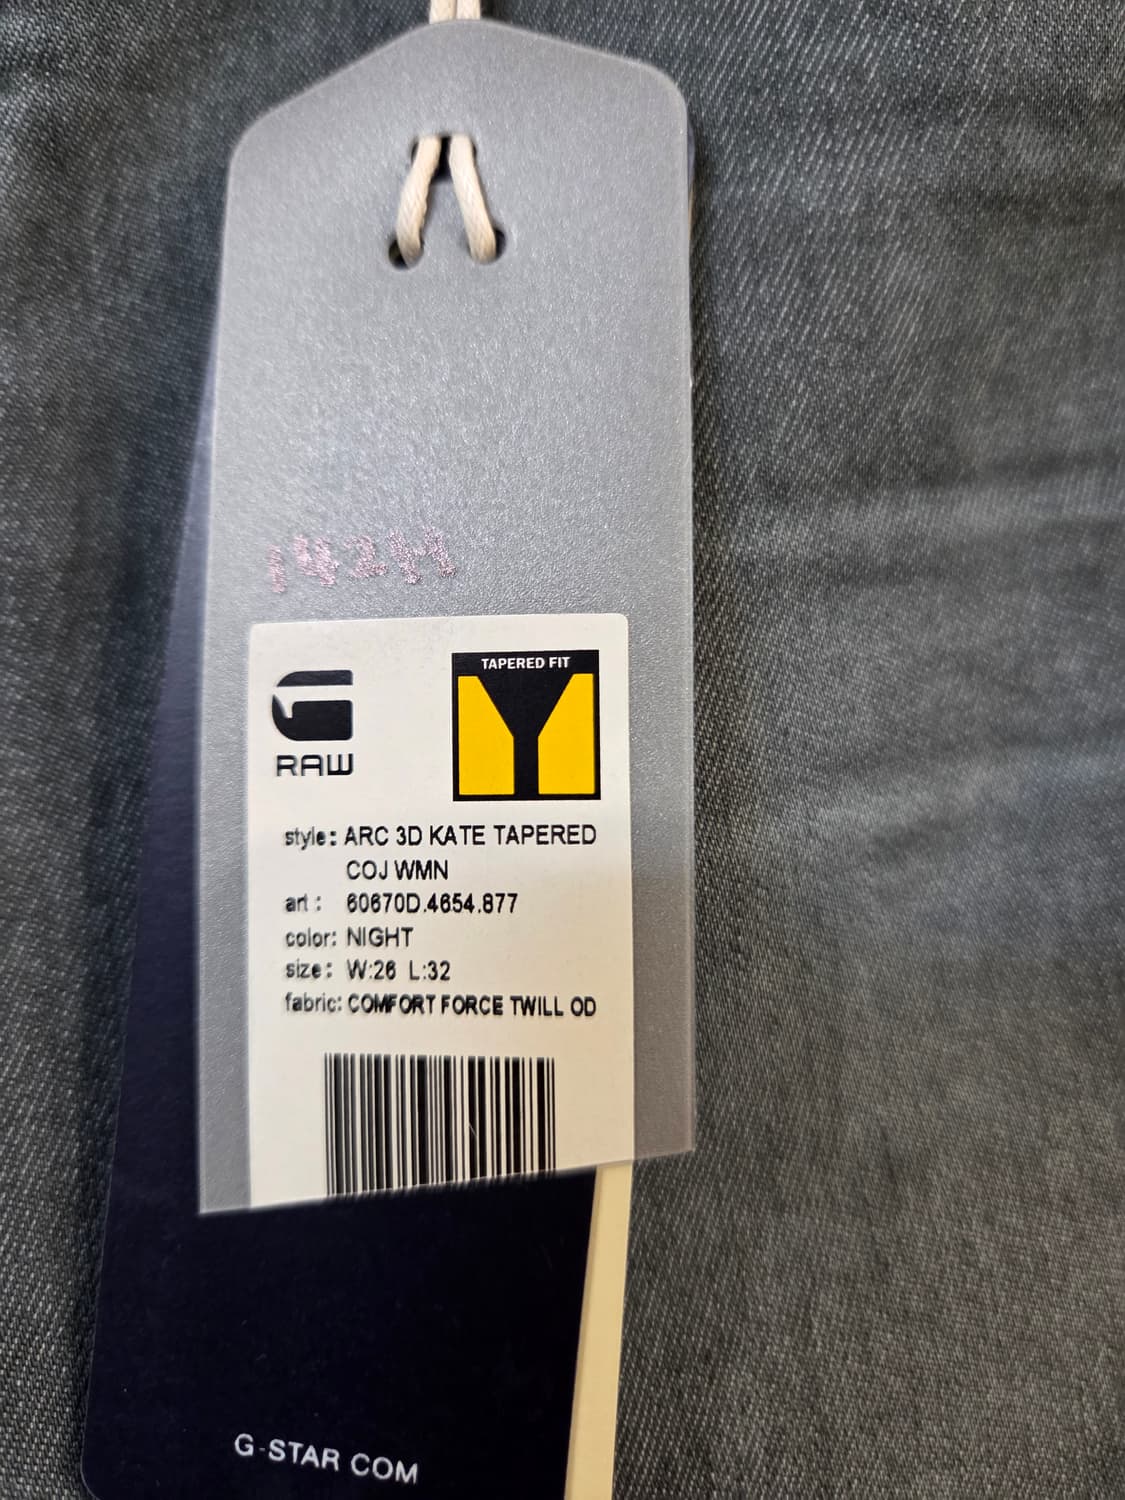 TAPERED FIT
RAW
style: ARC 3D KATE TAPERED
COJ WMN
art : 60670D.4654.877
color: NIGHT
size: W:26 L:32
fabric: COMFORT FORCE TWILL OD
G-STAR COM